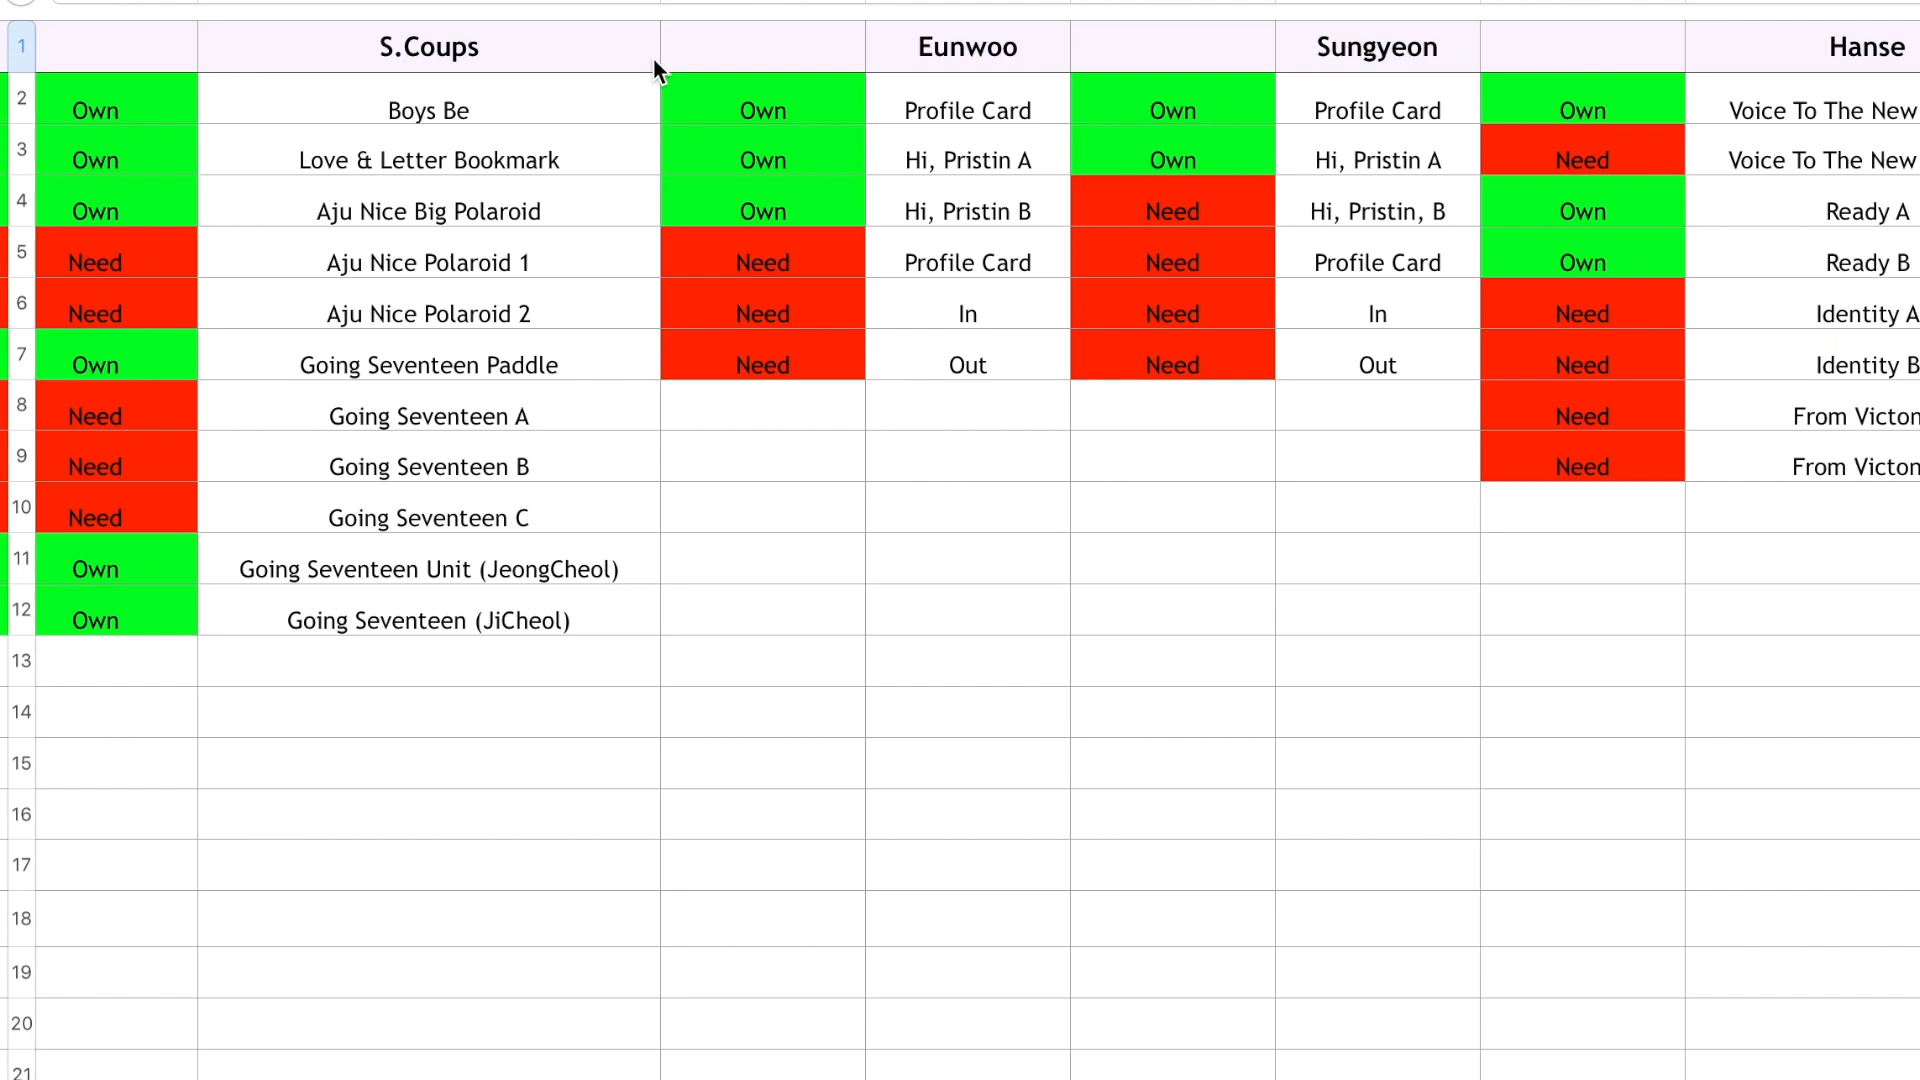 1 S.Coups Eunwoo Sungyeon Hanse
2 Own Boys Be Own Profile Card Own Profile Card Own Voice To The New
3 Own Love & Letter Bookmark Own Hi, Pristin A Own Hi, Pristin A Need Voice To The New
4 Own Aju Nice Big Polaroid Own Hi, Pristin B Need Hi, Pristin, B Own Ready A
5 Need Aju Nice Polaroid 1 Need Profile Card Need Profile Card Own Ready B
6 Need Aju Nice Polaroid 2 Need In Need In Need Identity A
7 Own Going Seventeen Paddle Need Out Need Out Need Identity B
8 Need Going Seventeen A Need From Victon
9 Need Going Seventeen B Need From Victon
10 Need Going Seventeen C
11 Own Going Seventeen Unit (JeongCheol)
12 Own Going Seventeen (JiCheol)
13
14
15
16
17
18
19
20
21